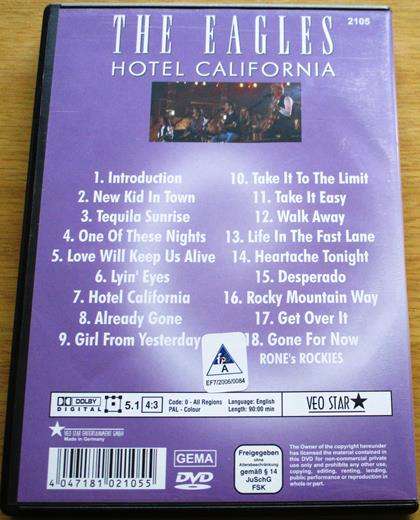 THE EAGLES
2105
HOTEL CALIFORNIA
1. Introduction
2. New Kid In Town
3. Tequila Sunrise
4. One Of These Nights
5. Love Will Keep Us Alive
6. Lyin' Eyes
7. Hotel California
8. Already Gone
9. Girl From Yesterday
10. Take It To The Limit
11. Take It Easy
12. Walk Away
13. Life In The Fast Lane
14. Heartache Tonight
15. Desperado
16. Rocky Mountain Way
17. Get Over It
18. Gone For Now
RONE's ROCKIES
fp
A
EF7/2005/0084
DOLBY
DIGITAL
5.1
4:3
Code: 0 - All Regions
PAL - Colour
Language: English
Length: 90:00 min
VEO STAR
VEO STAR ENTERTAINMENT GMBH
Made in Germany
4 047181 021055
GEMA
DVD
Freigegeben
ohne
Altersbeschränkung
gemäß § 14
JuSchG
FSK
The Owner of the copyright hereunder
has licensed the material contained in
this DVD for non-commercial private
use only and prohibits any other use,
copying, editing, renting, lending,
public performance or reproduction in
whole or part.